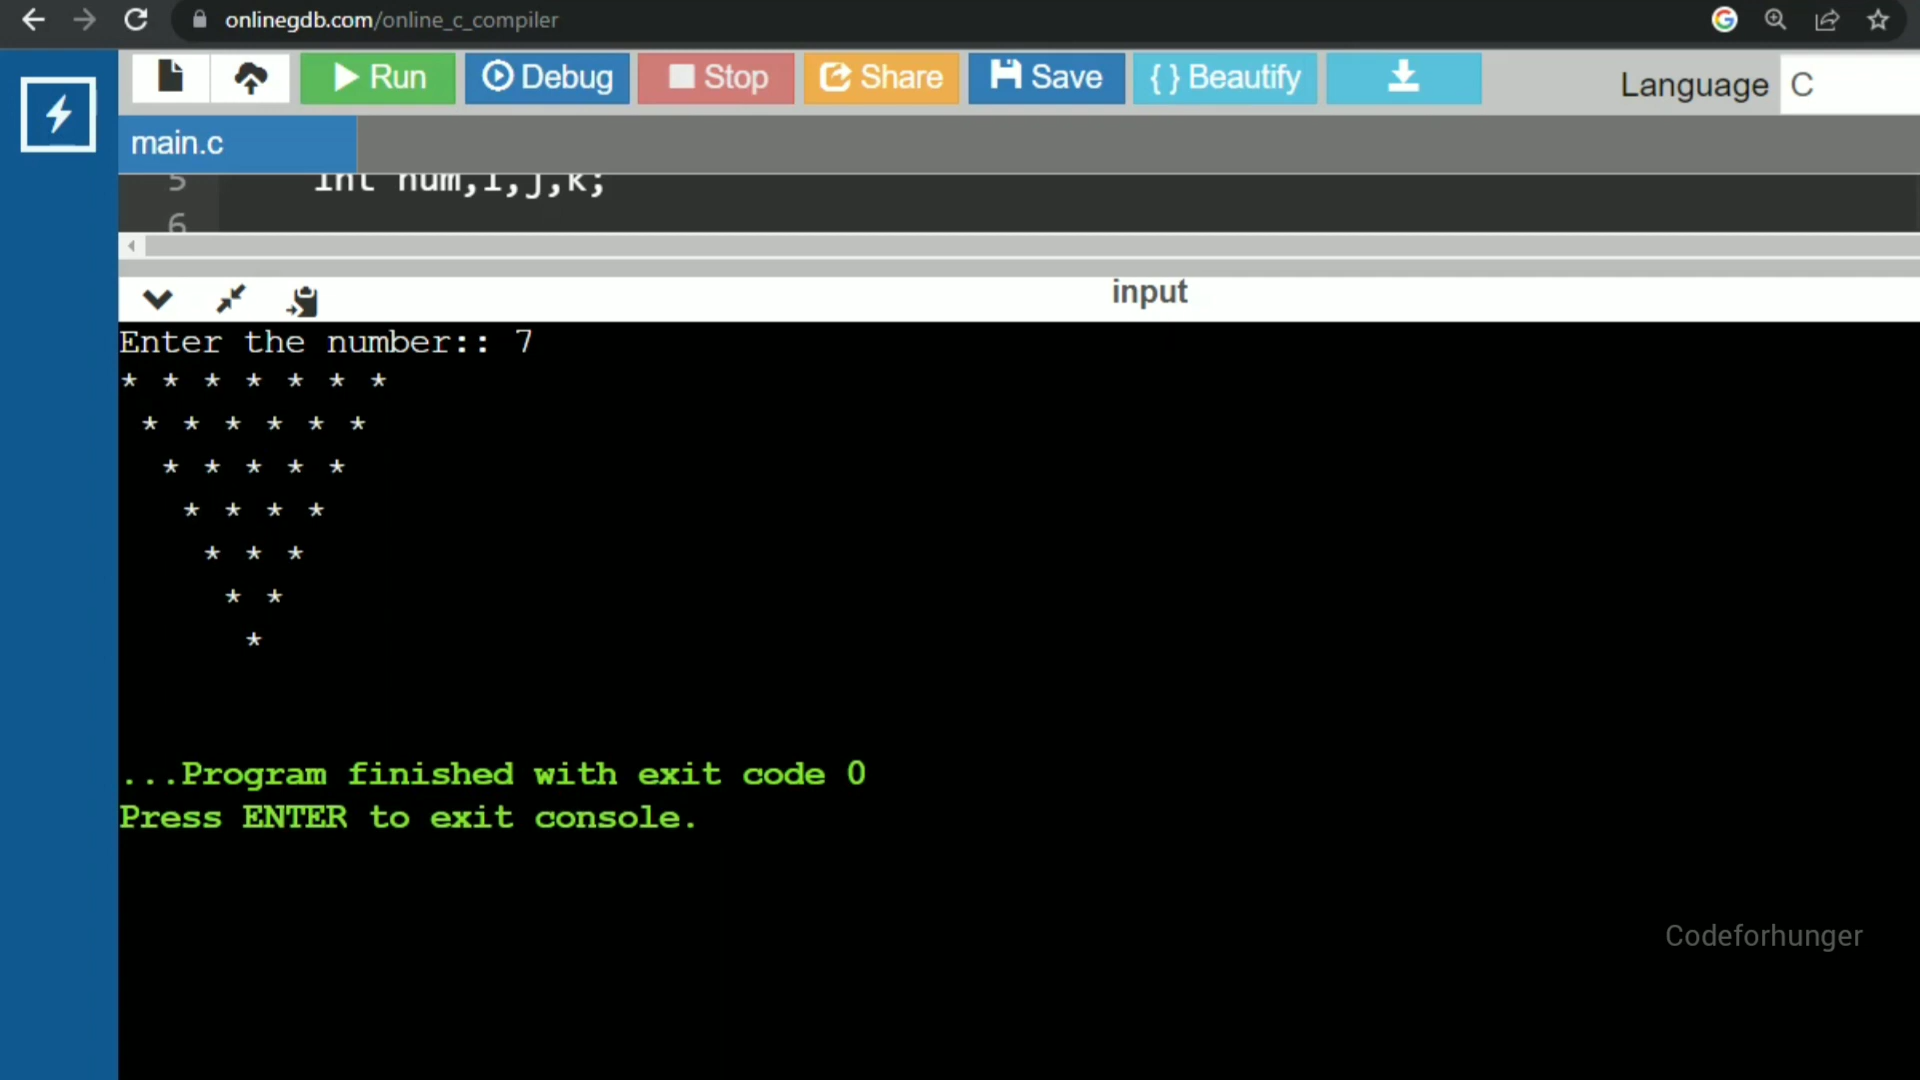 onlinegdb.com/online_c_compiler
Run Debug Stop Share Save { } Beautify Language C
main.c
5 int num,i,j,k;
6
input
Enter the number:: 7
* * * * * * *
 * * * * * *
  * * * * *
   * * * *
    * * *
     * *
      *
...Program finished with exit code 0
Press ENTER to exit console.
Codeforhunger